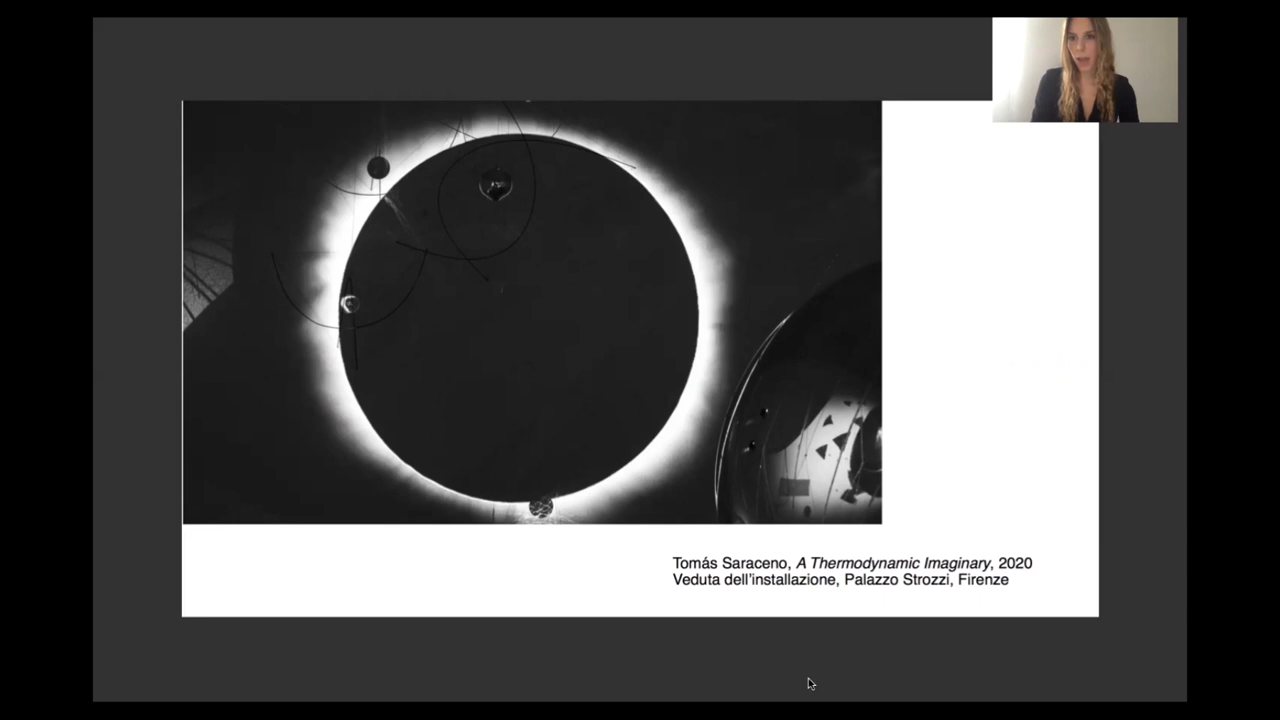 Tomás Saraceno, A Thermodynamic Imaginary, 2020
Veduta dell'installazione, Palazzo Strozzi, Firenze